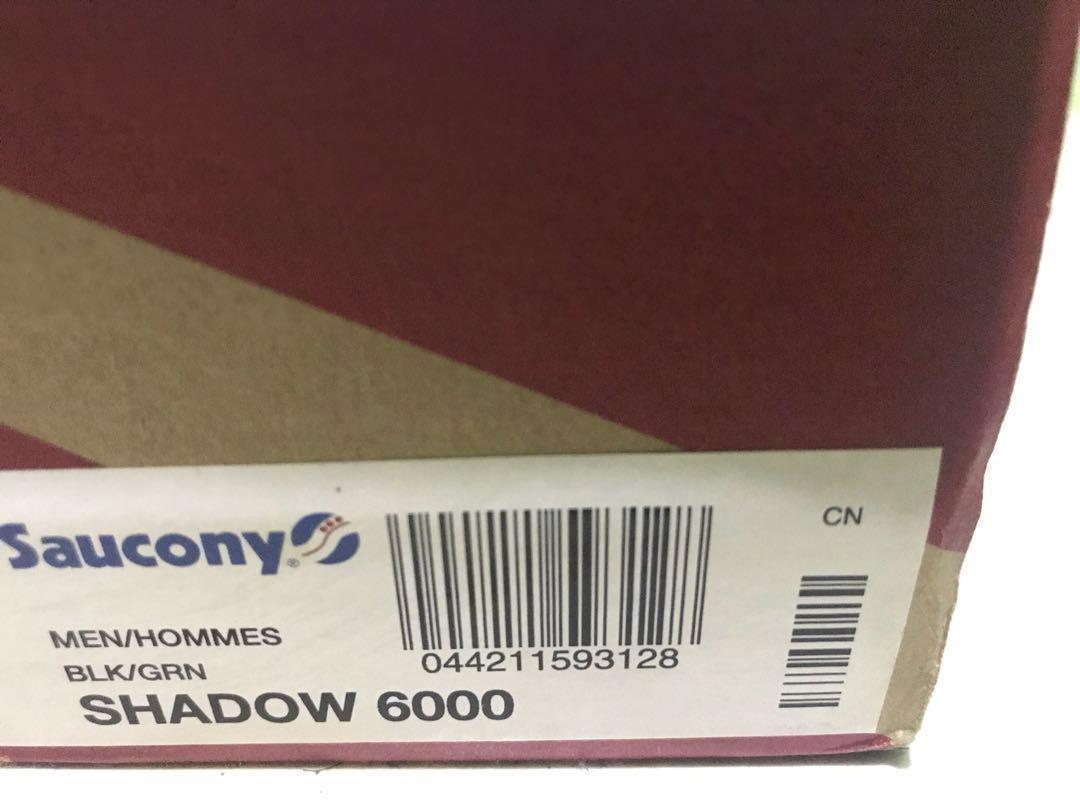 Saucony®
CN
MEN/HOMMES
BLK/GRN
044211593128
SHADOW 6000